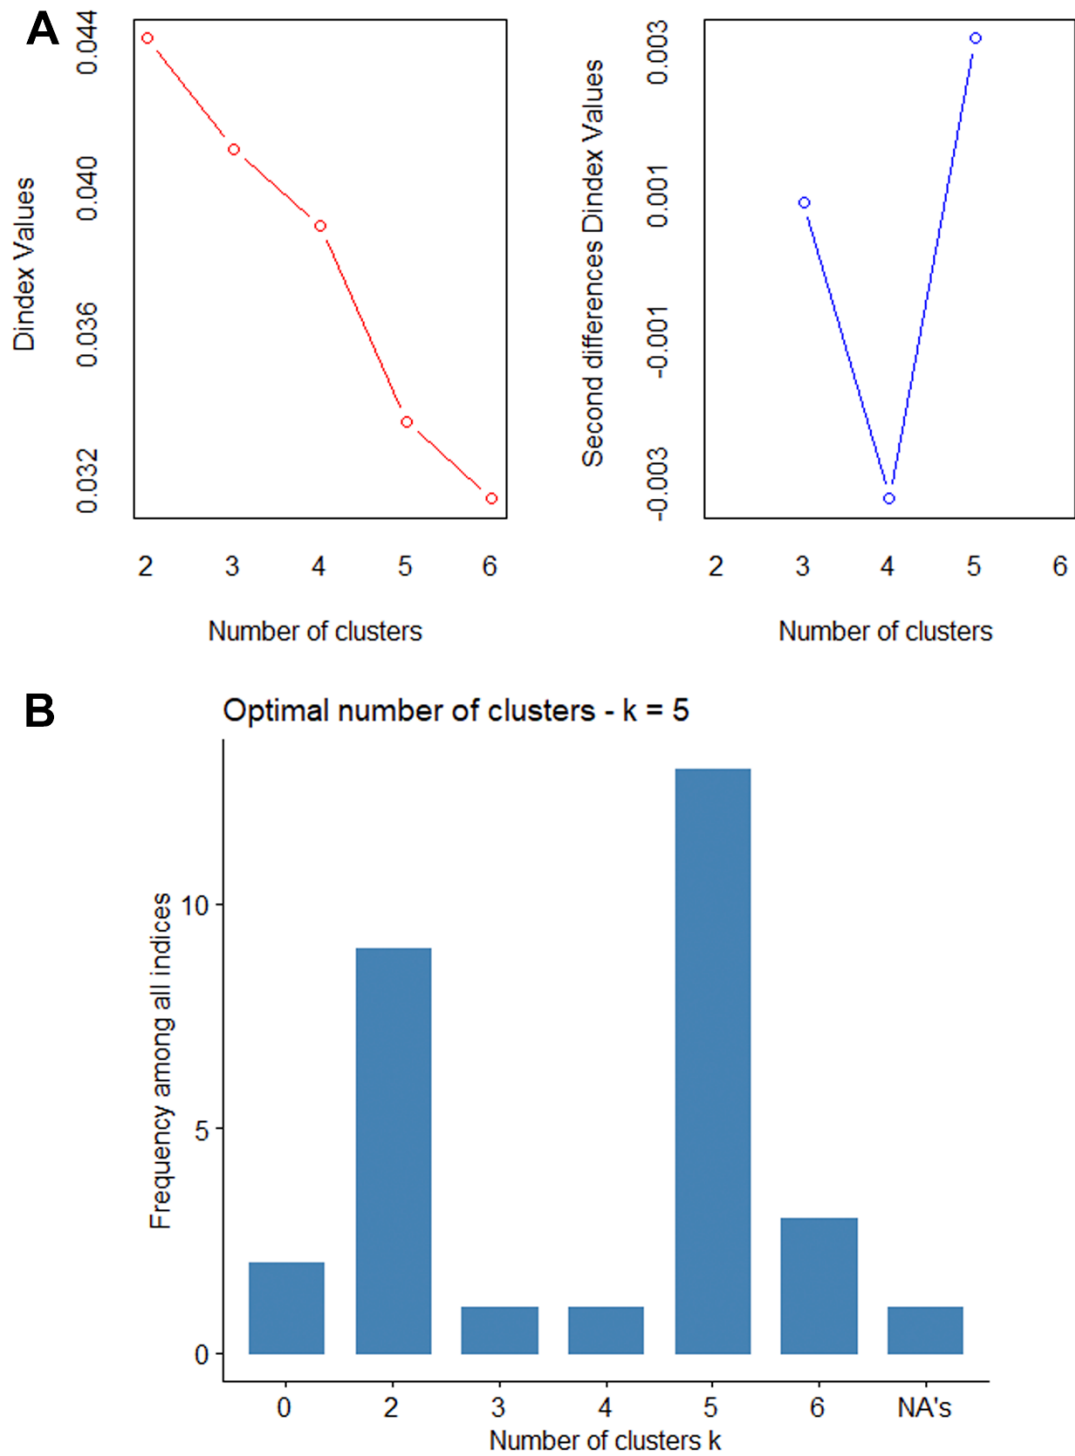 A
Dindex Values
0.044
0.040
0.036
0.032
2 3 4 5 6
Number of clusters
Second differences Dindex Values
0.003
0.001
-0.001
-0.003
2 3 4 5 6
Number of clusters
B
Optimal number of clusters - k = 5
Frequency among all indices
10
5
0
0 2 3 4 5 6 NA's
Number of clusters k